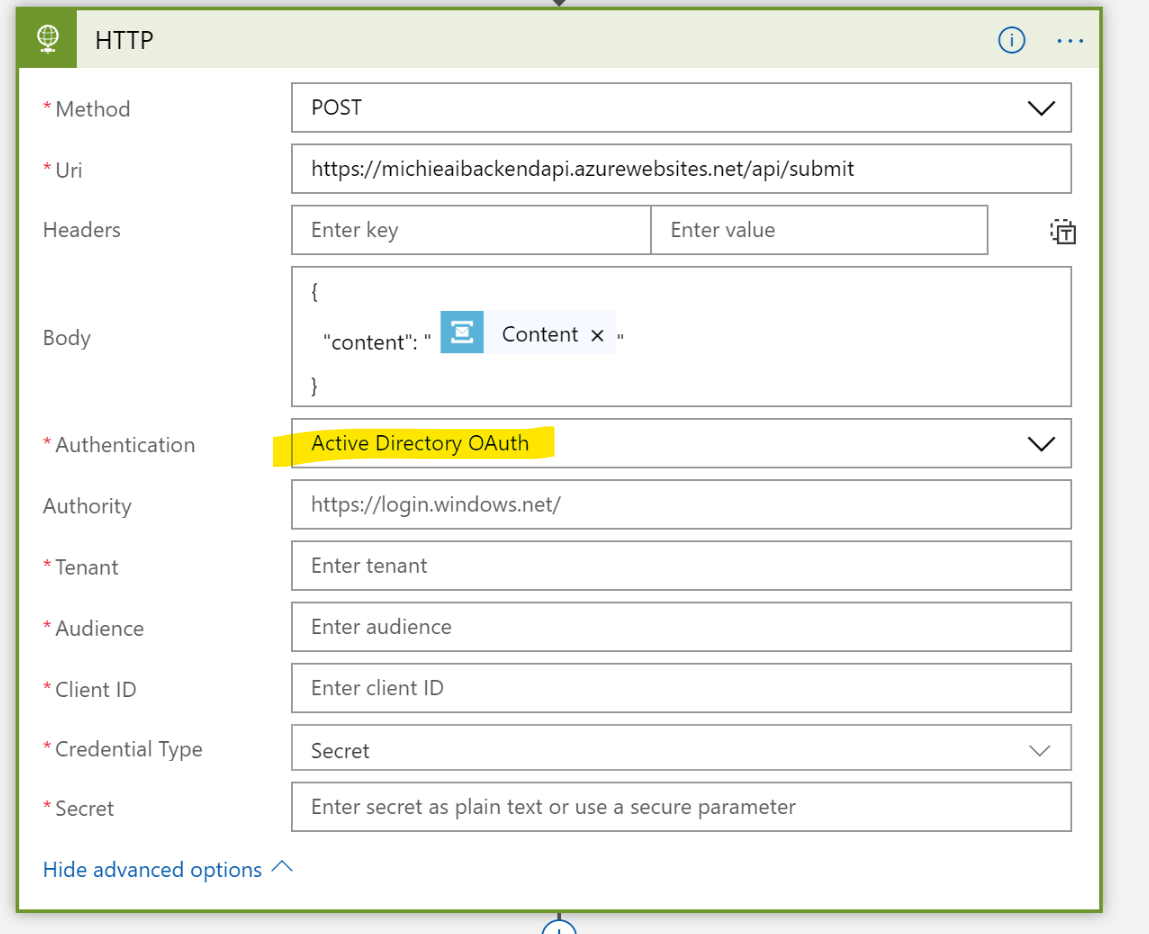 HTTP
* Method
POST
* Uri
https://michieaibackendapi.azurewebsites.net/api/submit
Headers
Enter key
Enter value
Body
{
"content": " Content × "
}
* Authentication
Active Directory OAuth
Authority
https://login.windows.net/
* Tenant
Enter tenant
* Audience
Enter audience
* Client ID
Enter client ID
* Credential Type
Secret
* Secret
Enter secret as plain text or use a secure parameter
Hide advanced options